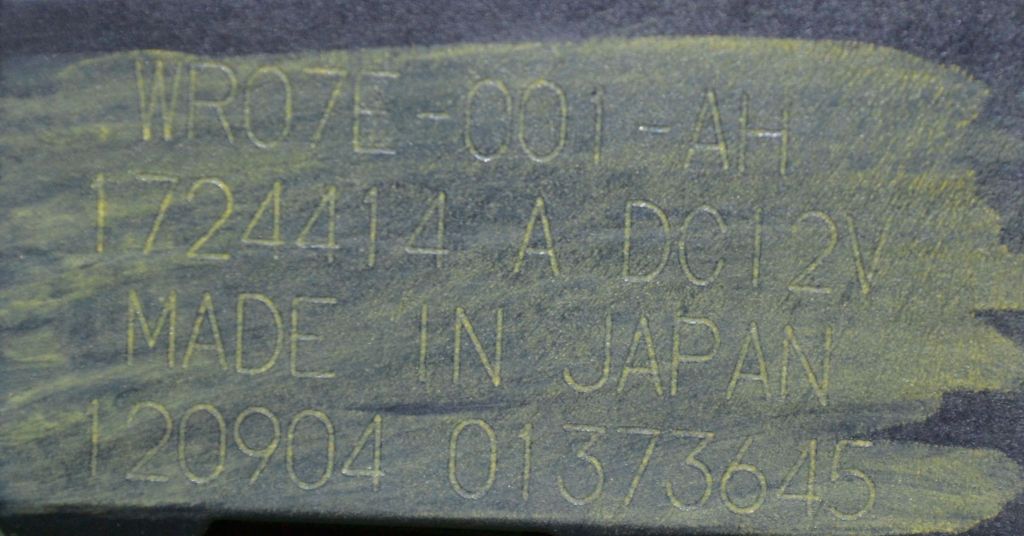 WR07E-001-AH
1724414 A DC12V
MADE IN JAPAN
120904 01373645